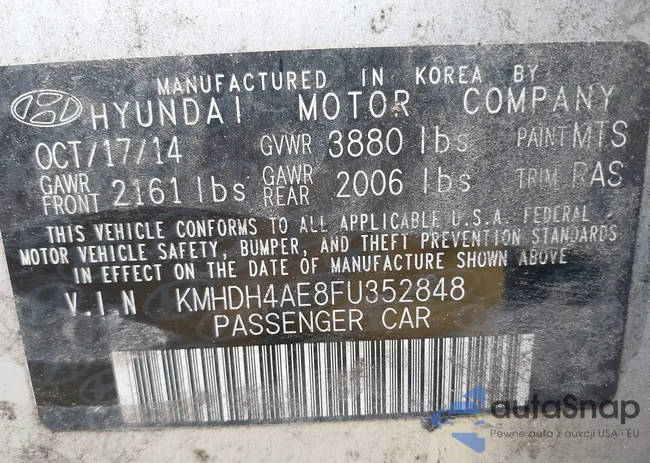 MANUFACTURED IN KOREA BY
HYUNDAI MOTOR COMPANY
OCT/17/14 GVWR 3880 lbs PAINT MTS
GAWR FRONT 2161 lbs GAWR REAR 2006 lbs TRIM RAS
THIS VEHICLE CONFORMS TO ALL APPLICABLE U.S.A. FEDERAL
MOTOR VEHICLE SAFETY, BUMPER, AND THEFT PREVENTION STANDARDS
IN EFFECT ON THE DATE OF MANUFACTURE SHOWN ABOVE.
V.I.N KMHDH4AE8FU352848
PASSENGER CAR
autaSnap
Pewne auto z aukcji USA i EU